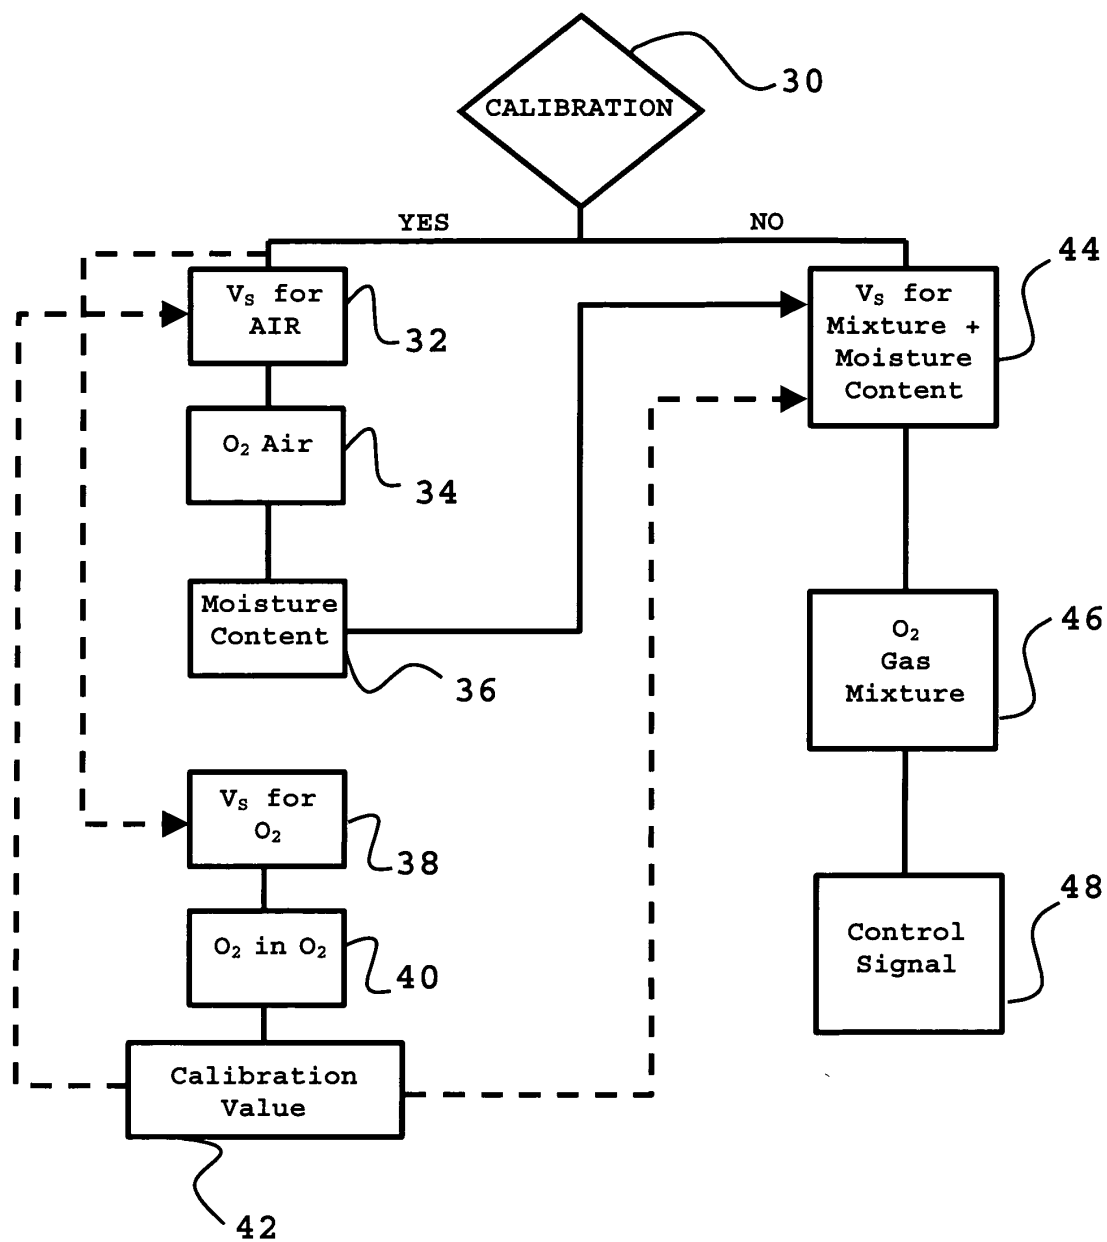 30
CALIBRATION
YES
NO
44
Vₛ for
AIR
32
Vₛ for
Mixture +
Moisture
Content
O₂ Air
34
Moisture
Content
36
O₂
Gas
Mixture
46
Vₛ for
O₂
38
O₂ in O₂
40
Control
Signal
48
Calibration
Value
42